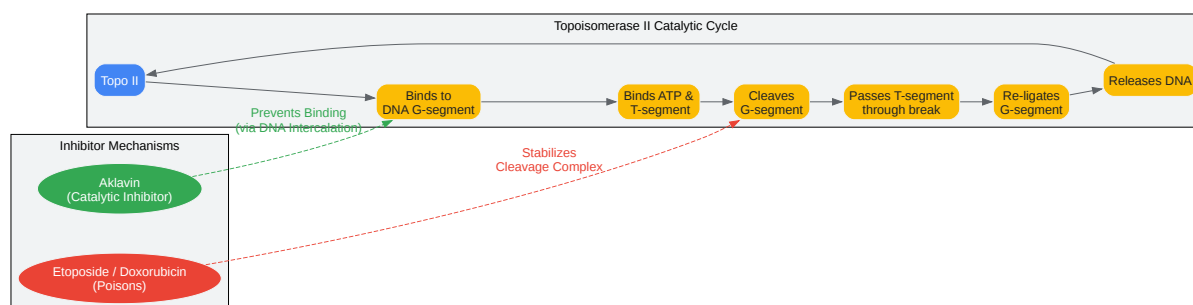 Topoisomerase II Catalytic Cycle
Topo II
Binds to
DNA G-segment
Binds ATP &
T-segment
Cleaves
G-segment
Passes T-segment
through break
Re-ligates
G-segment
Releases DNA
Prevents Binding
(via DNA Intercalation)
Stabilizes
Cleavage Complex
Inhibitor Mechanisms
Aklavin
(Catalytic Inhibitor)
Etoposide / Doxorubicin
(Poisons)